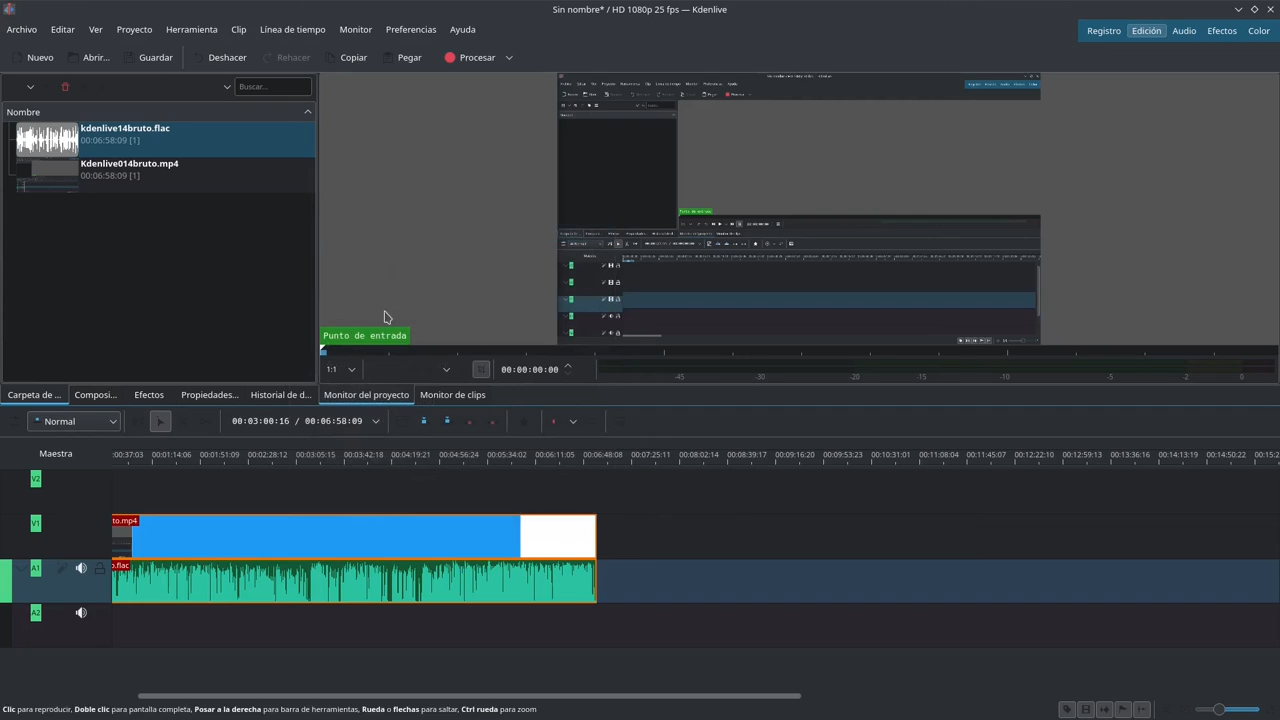 Sin nombre* / HD 1080p 25 fps — Kdenlive
Archivo Editar Ver Proyecto Herramienta Clip Línea de tiempo Monitor Preferencias Ayuda
Registro Edición Audio Efectos Color
Nuevo Abrir... Guardar Deshacer Rehacer Copiar Pegar Procesar
Buscar...
Nombre
kdenlive14bruto.flac
00:06:58:09 [1]
Kdenlive014bruto.mp4
00:06:58:09 [1]
Punto de entrada
1:1 00:00:00:00
-45 -30 -20 -15 -10 -5 -2 0
Carpeta de ... Composi... Efectos Propiedades... Historial de d... Monitor del proyecto Monitor de clips
Normal 00:03:00:16 / 00:06:58:09
Maestra
:00:37:03 00:01:14:06 00:01:51:09 00:02:28:12 00:03:05:15 00:03:42:18 00:04:19:21 00:04:56:24 00:05:34:02 00:06:11:05 00:06:48:08 00:07:25:11 00:08:02:14 00:08:39:17 00:09:16:20 00:09:53:23 00:10:31:01 00:11:08:04 00:11:45:07 00:12:22:10 00:12:59:13 00:13:36:16 00:14:13:19 00:14:50:22 00:15:2
V2
V1
to.mp4
A1
o.flac
A2
Clic para reproducir, Doble clic para pantalla completa, Posar a la derecha para barra de herramientas, Rueda o flechas para saltar, Ctrl rueda para zoom